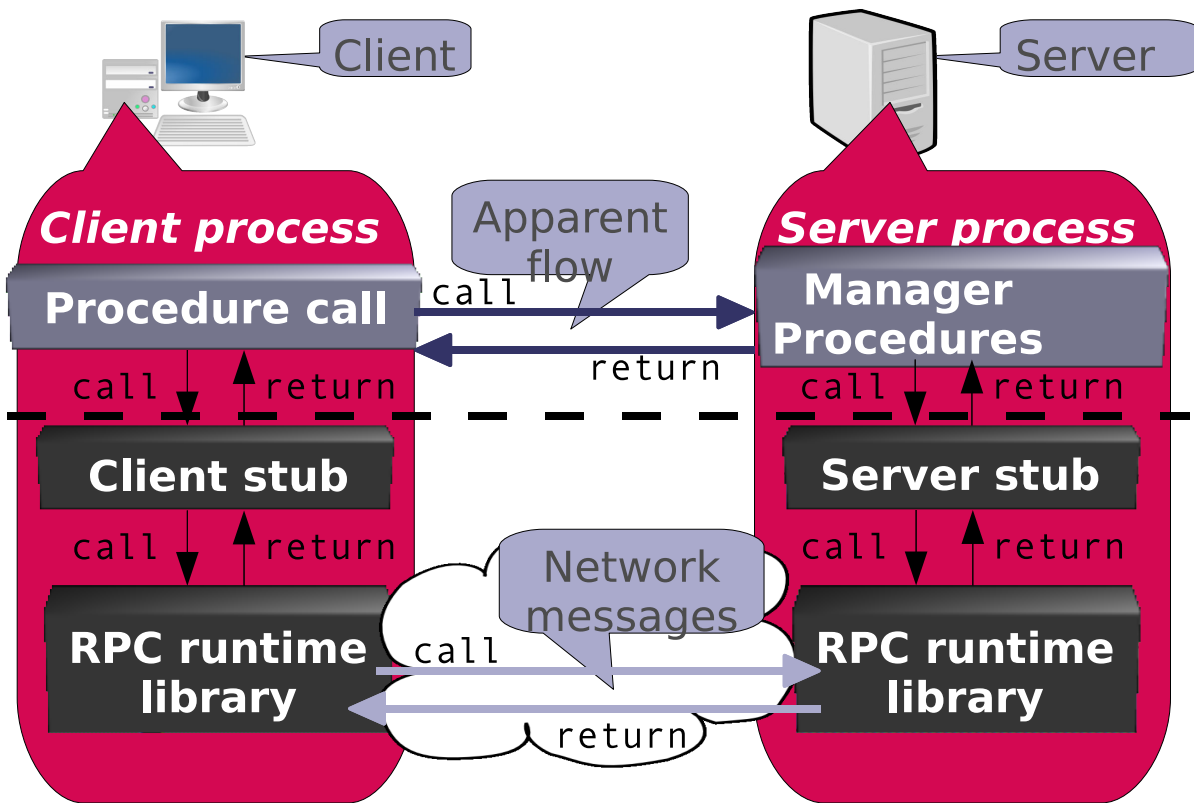 Client
Server
Client process
Apparent
flow
Server process
Procedure call
call
return
Manager
Procedures
call
return
call
return
Client stub
Server stub
call
return
call
return
Network
messages
RPC runtime
library
call
return
RPC runtime
library